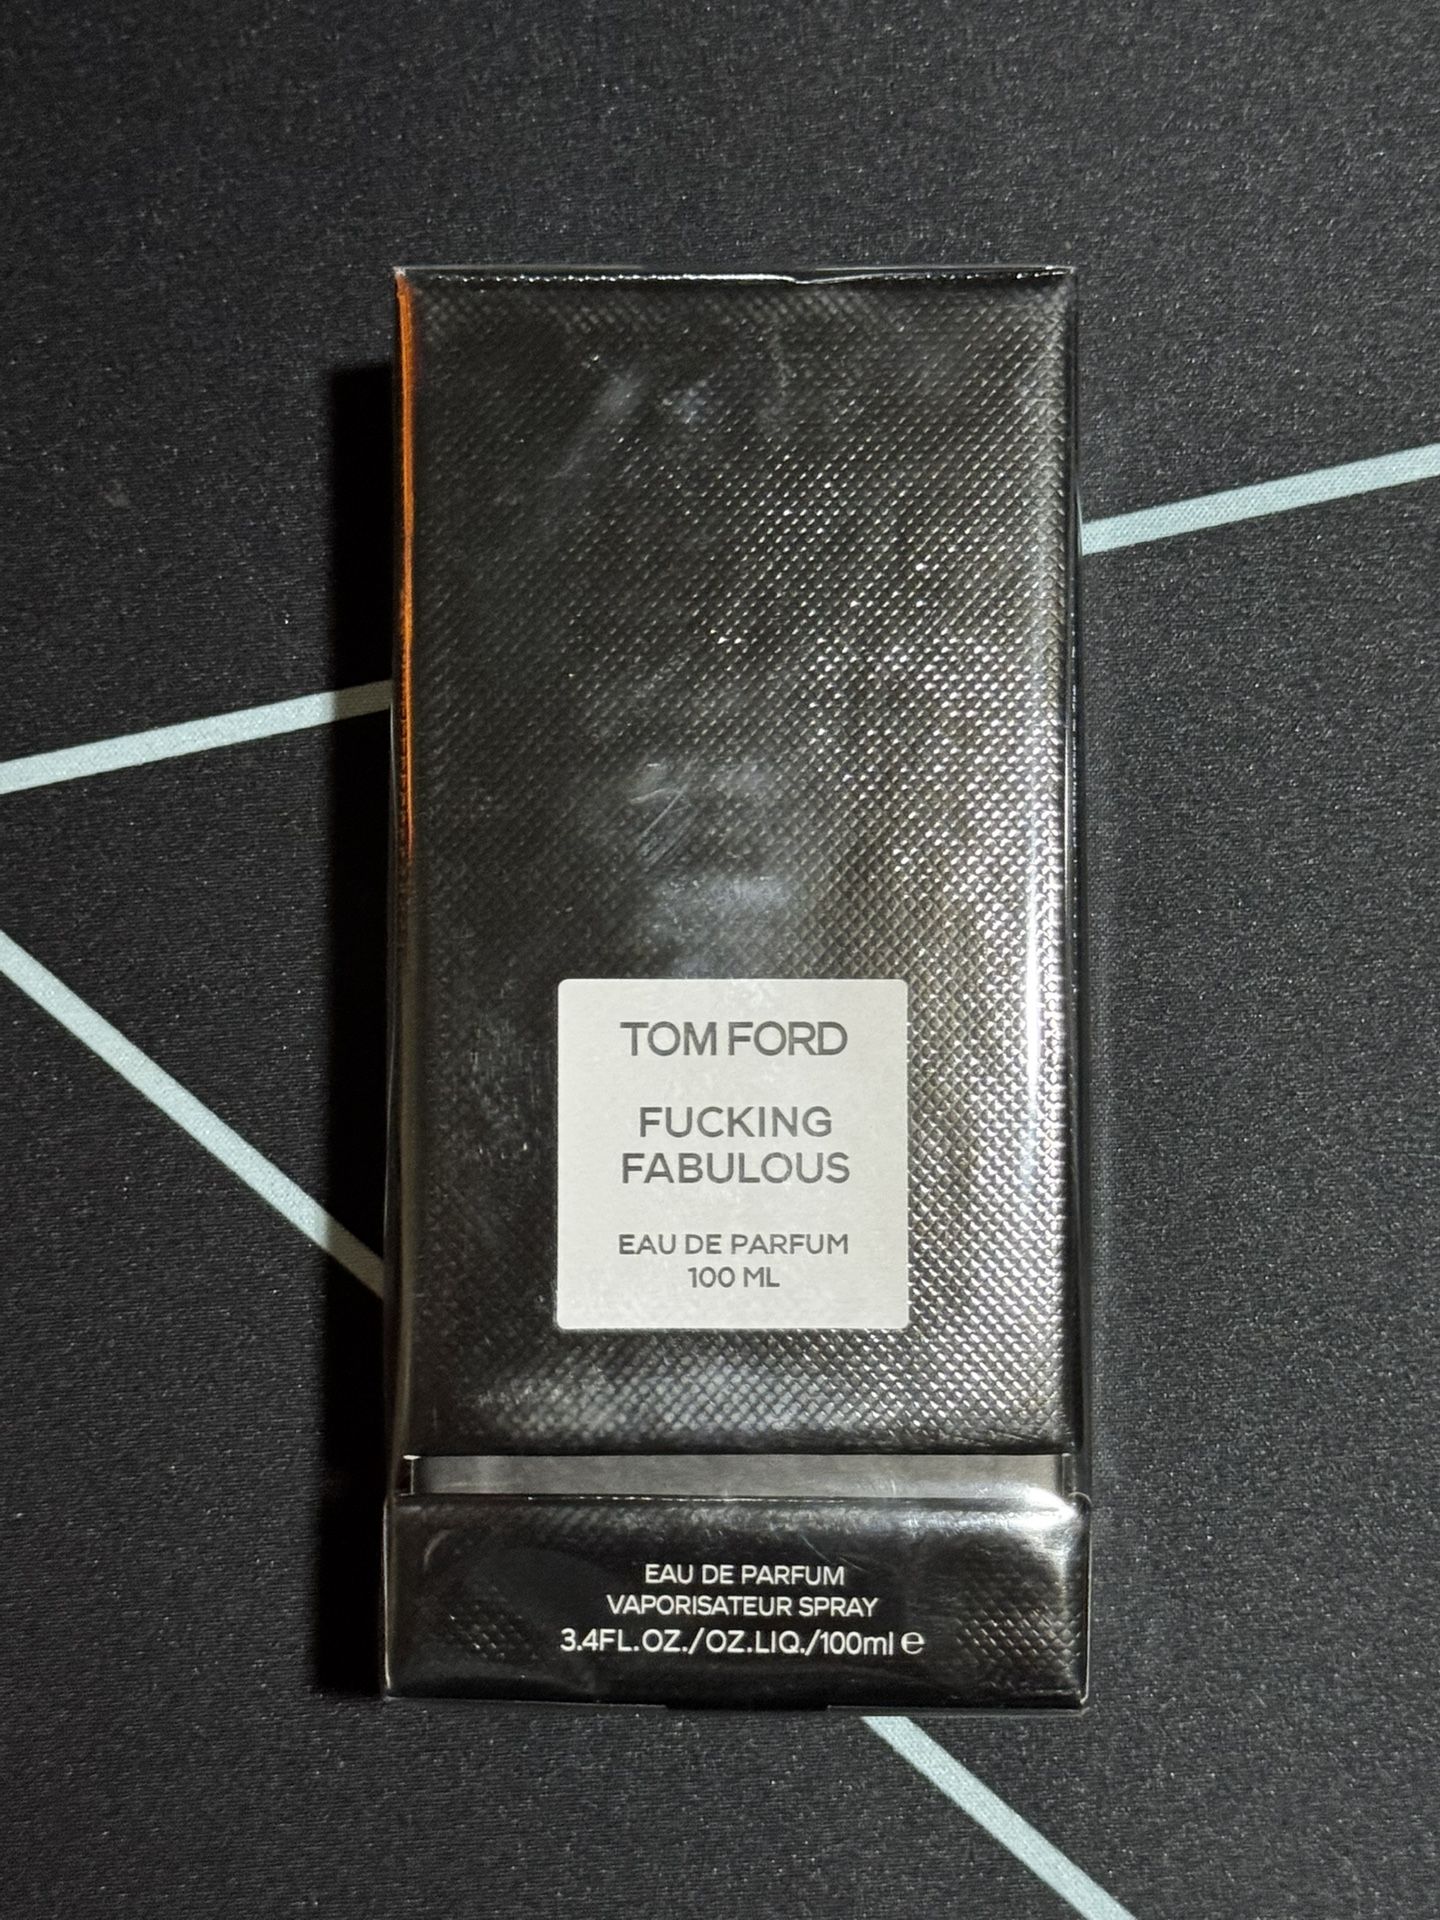 TOM FORD
FUCKING
FABULOUS
EAU DE PARFUM
100 ML
EAU DE PARFUM
VAPORISATEUR SPRAY
3.4FL.OZ./OZ.LIQ./100ml ℮